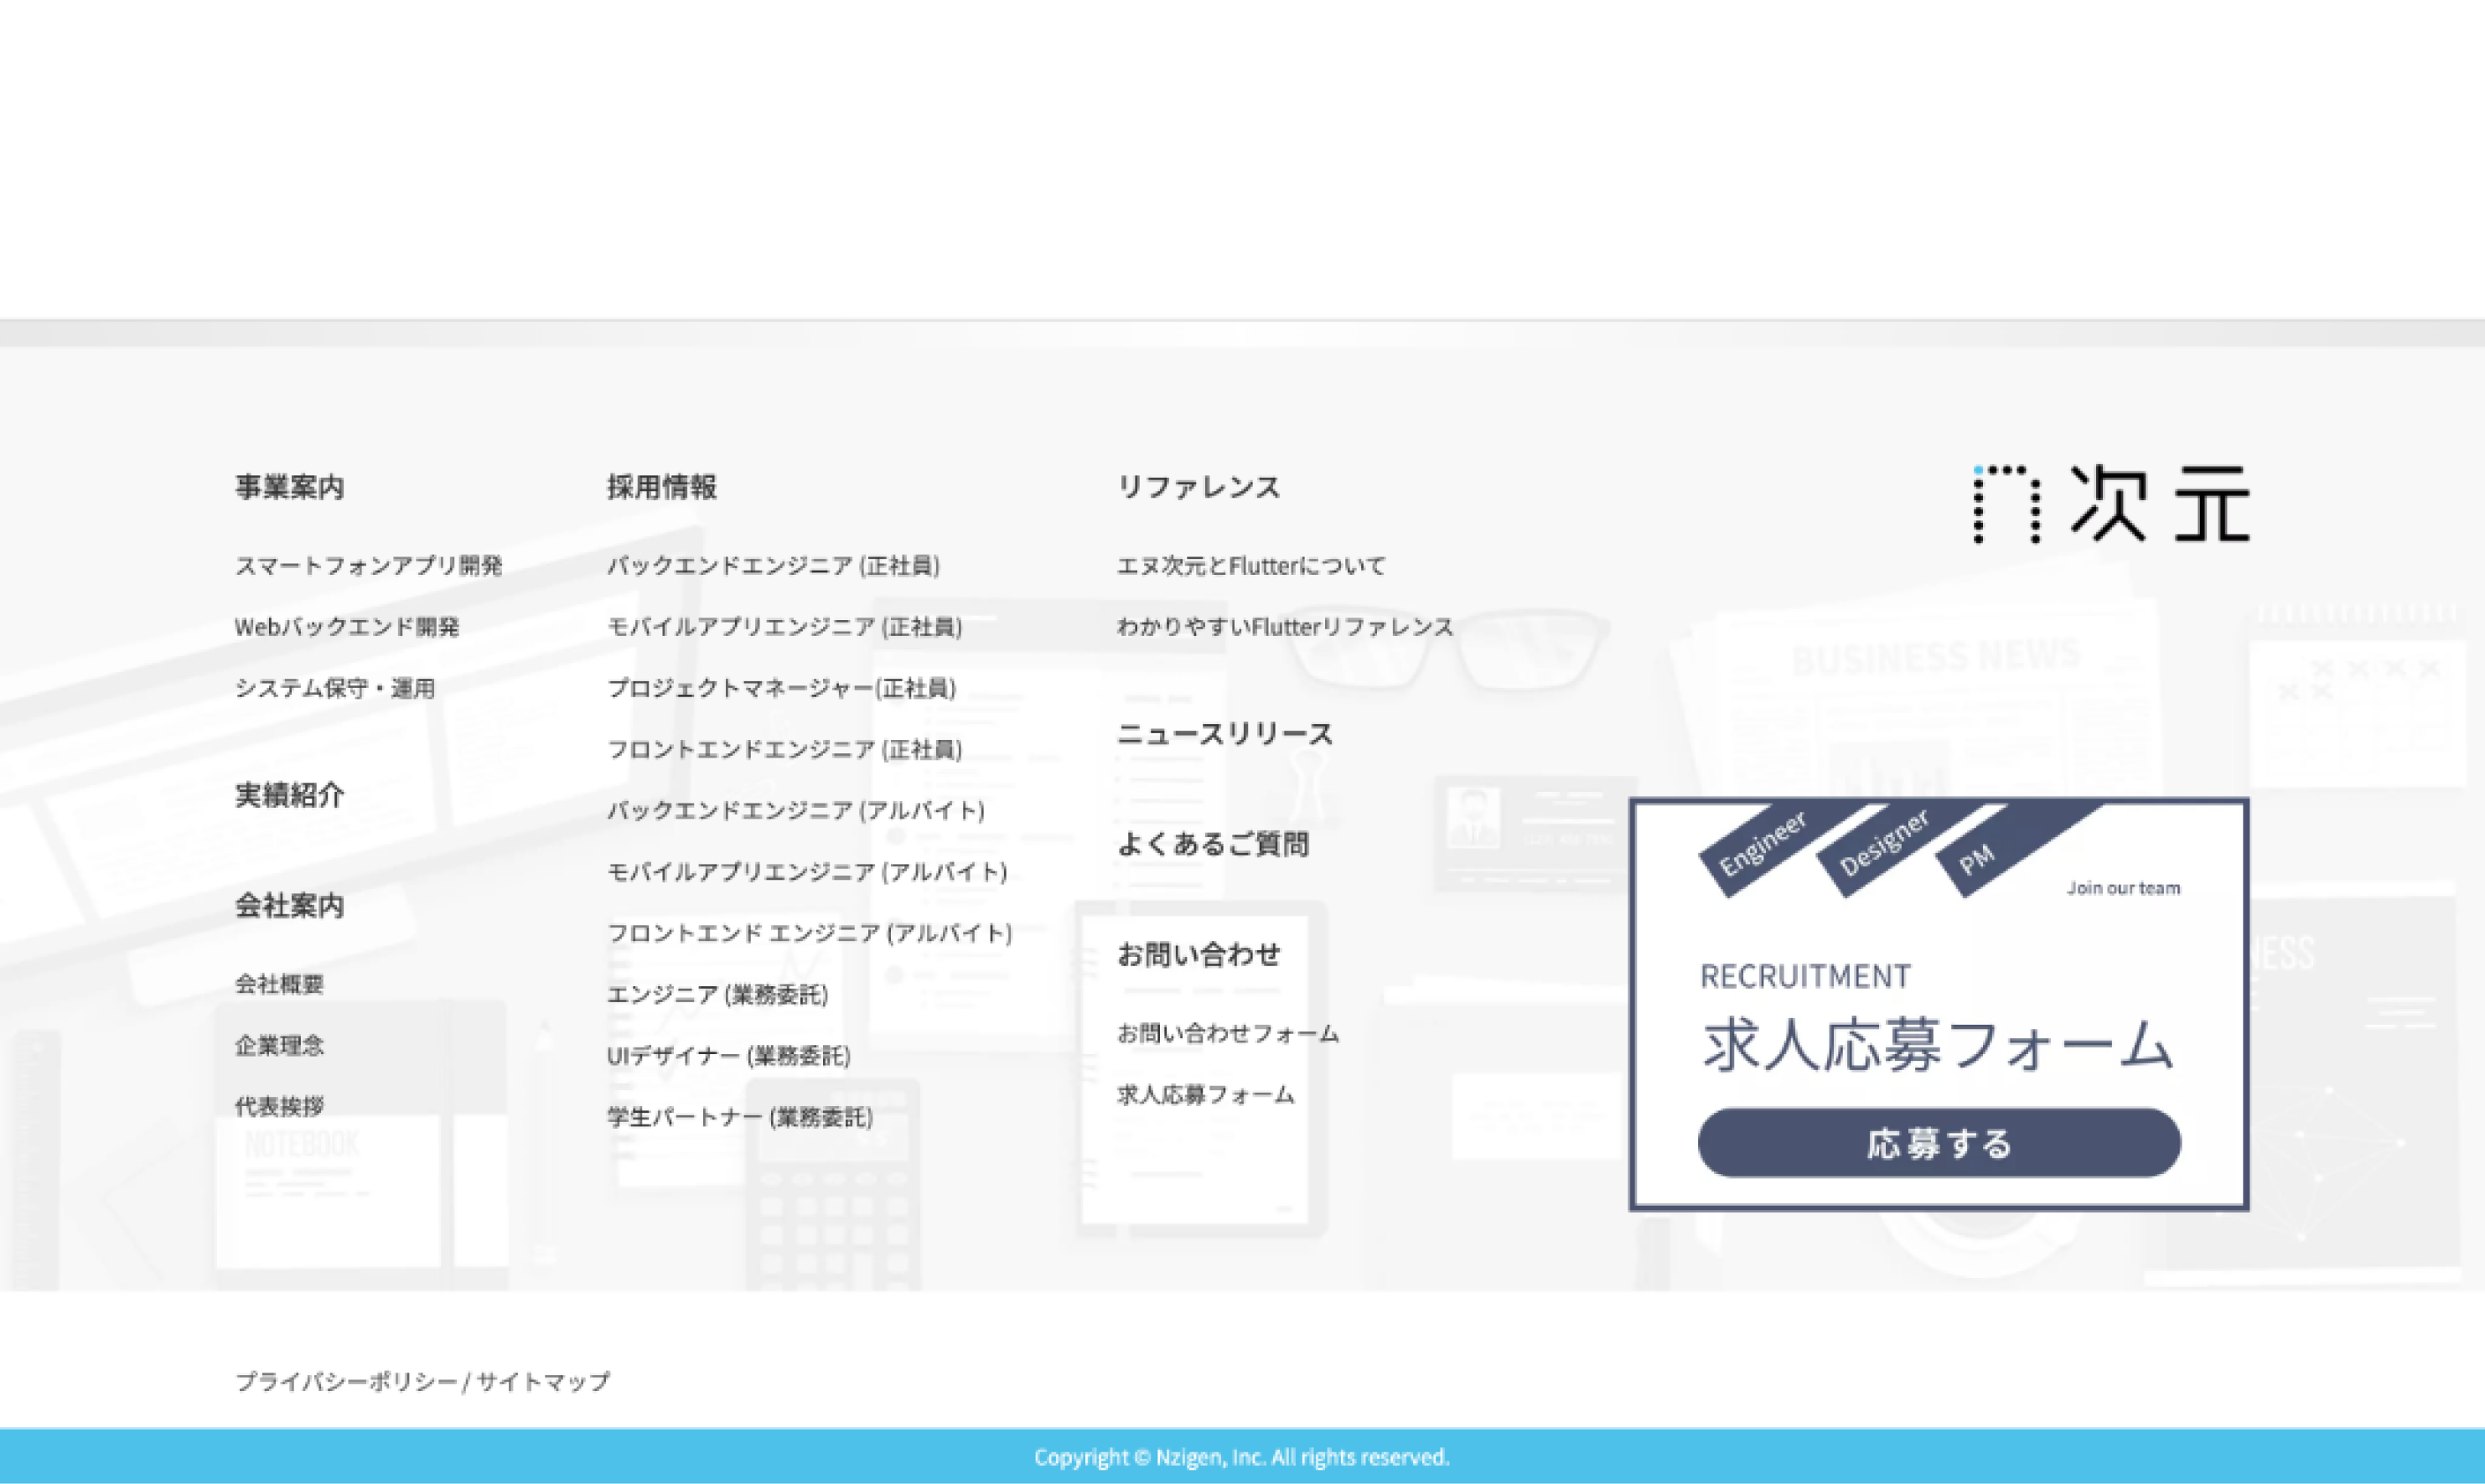 事業案内
スマートフォンアプリ開発
Webバックエンド開発
システム保守・運用
実績紹介
会社案内
会社概要
企業理念
代表挨拶
採用情報
バックエンドエンジニア (正社員)
モバイルアプリエンジニア (正社員)
プロジェクトマネージャー(正社員)
フロントエンドエンジニア (正社員)
バックエンドエンジニア (アルバイト)
モバイルアプリエンジニア (アルバイト)
フロントエンド エンジニア (アルバイト)
エンジニア (業務委託)
UIデザイナー (業務委託)
学生パートナー (業務委託)
リファレンス
エヌ次元とFlutterについて
わかりやすいFlutterリファレンス
ニュースリリース
よくあるご質問
お問い合わせ
お問い合わせフォーム
求人応募フォーム
n次元
BUSINESS NEWS
Engineer
Designer
PM
Join our team
RECRUITMENT
求人応募フォーム
応募する
NESS
NOTEBOOK
プライバシーポリシー / サイトマップ
Copyright © Nzigen, Inc. All rights reserved.